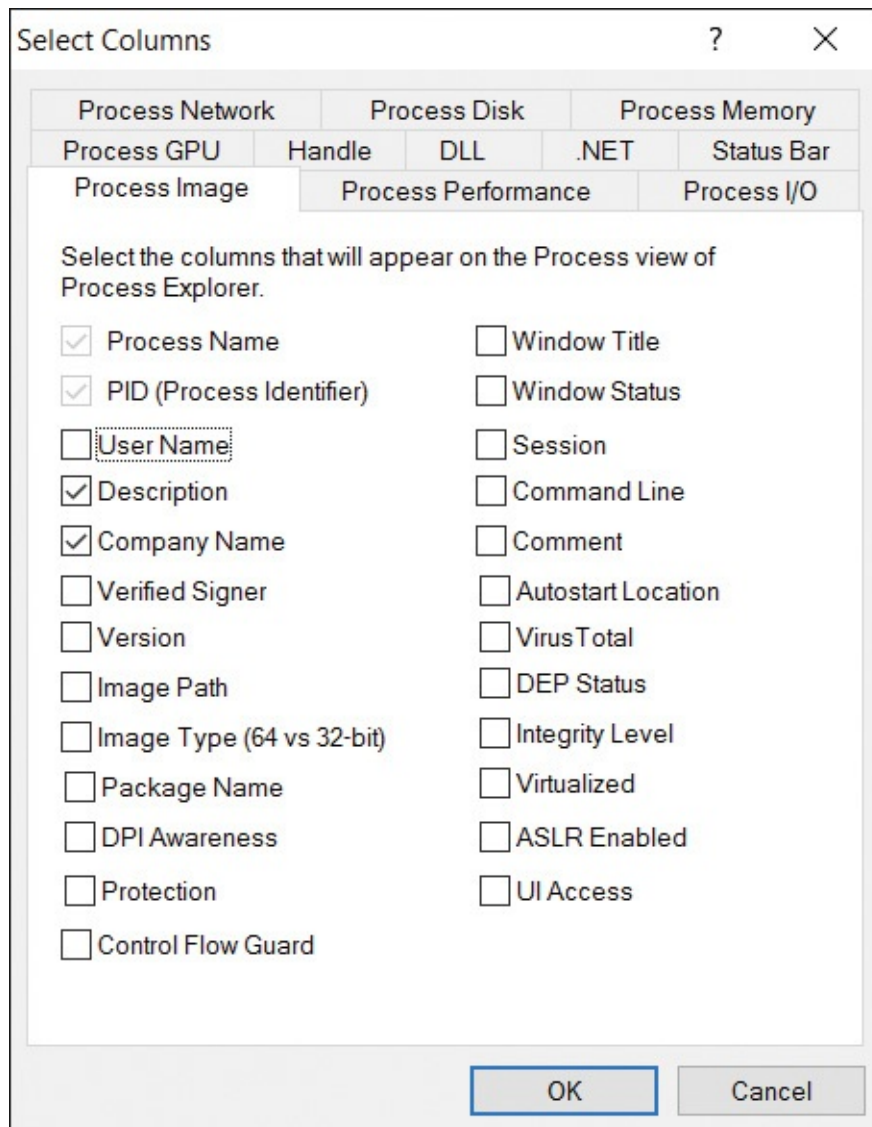 Select Columns ?
Process Network Process Disk Process Memory
Process GPU Handle DLL .NET Status Bar
Process Image Process Performance Process I/O
Select the columns that will appear on the Process view of
Process Explorer.
Process Name
PID (Process Identifier)
User Name
Description
Company Name
Verified Signer
Version
Image Path
Image Type (64 vs 32-bit)
Package Name
DPI Awareness
Protection
Control Flow Guard
Window Title
Window Status
Session
Command Line
Comment
Autostart Location
VirusTotal
DEP Status
Integrity Level
Virtualized
ASLR Enabled
UI Access
OK Cancel